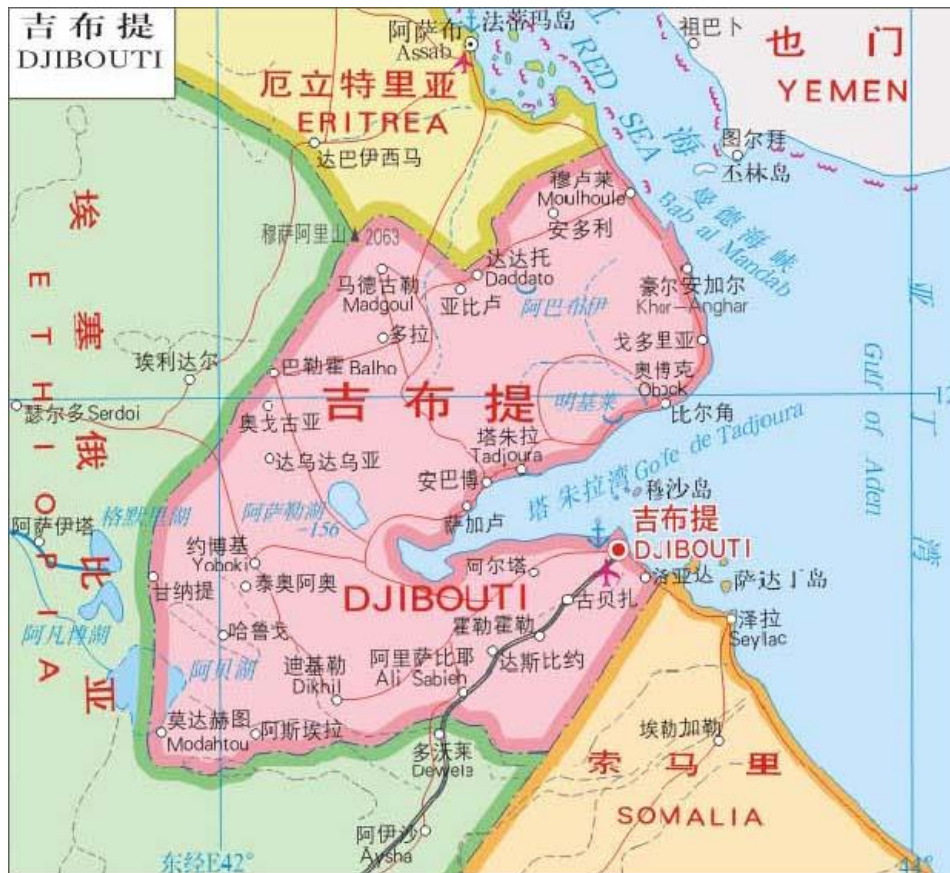 吉布提
DJIBOUTI
阿萨布
Assab
法蒂玛岛
RED SEA
海
祖巴卜
也门
YEMEN
厄立特里亚
ERITREA
达巴伊西马
图尔拜
丕林岛
曼德海峡
Bab al Mandab
穆卢莱
Moulhoule
安多利
穆萨阿里山▲2063
达达托
Daddato
马德古勒
Madgoul
亚比卢
阿巴布伊
豪尔安加尔
Khor-Anghar
多拉
戈多里亚
埃利达尔
巴勒霍 Balho
奥博克
Obock
瑟尔多 Serdoi
吉布提
明基莱
比尔角
奥戈古亚
塔朱拉
Tadjoura
塔朱拉湾 Golfe de Tadjoura
亚丁湾
Gulf of Aden
达乌达乌亚
安巴博
穆沙岛
阿萨勒湖
-156
萨加卢
埃塞俄比亚
ETHIOPIA
格默里湖
阿萨伊塔
吉布提
DJIBOUTI
约博基
Yoboki
阿尔塔
洛亚达
萨达丁岛
甘纳提
泰奥阿奥
DJIBOUTI
古贝扎
泽拉
Seylac
阿凡博湖
哈鲁戈
霍勒霍勒
阿贝湖
迪基勒
Dikhil
阿里萨比耶
Ali Sabieh
达斯比约
莫达赫图
Modahtou
阿斯埃拉
多沃莱
Dewele
埃勒加勒
索马里
SOMALIA
阿伊沙
Aysha
东经E42°
44°